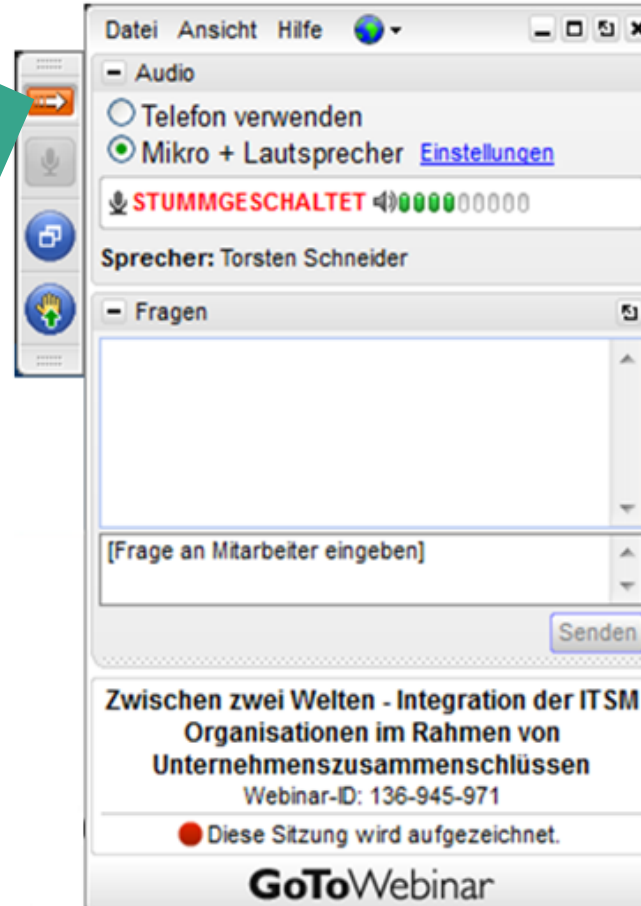 Datei Ansicht Hilfe
Audio
Telefon verwenden
Mikro + Lautsprecher Einstellungen
STUMMGESCHALTET
Sprecher: Torsten Schneider
Fragen
[Frage an Mitarbeiter eingeben]
Senden
Zwischen zwei Welten - Integration der ITSM
Organisationen im Rahmen von
Unternehmenszusammenschlüssen
Webinar-ID: 136-945-971
Diese Sitzung wird aufgezeichnet.
GoToWebinar